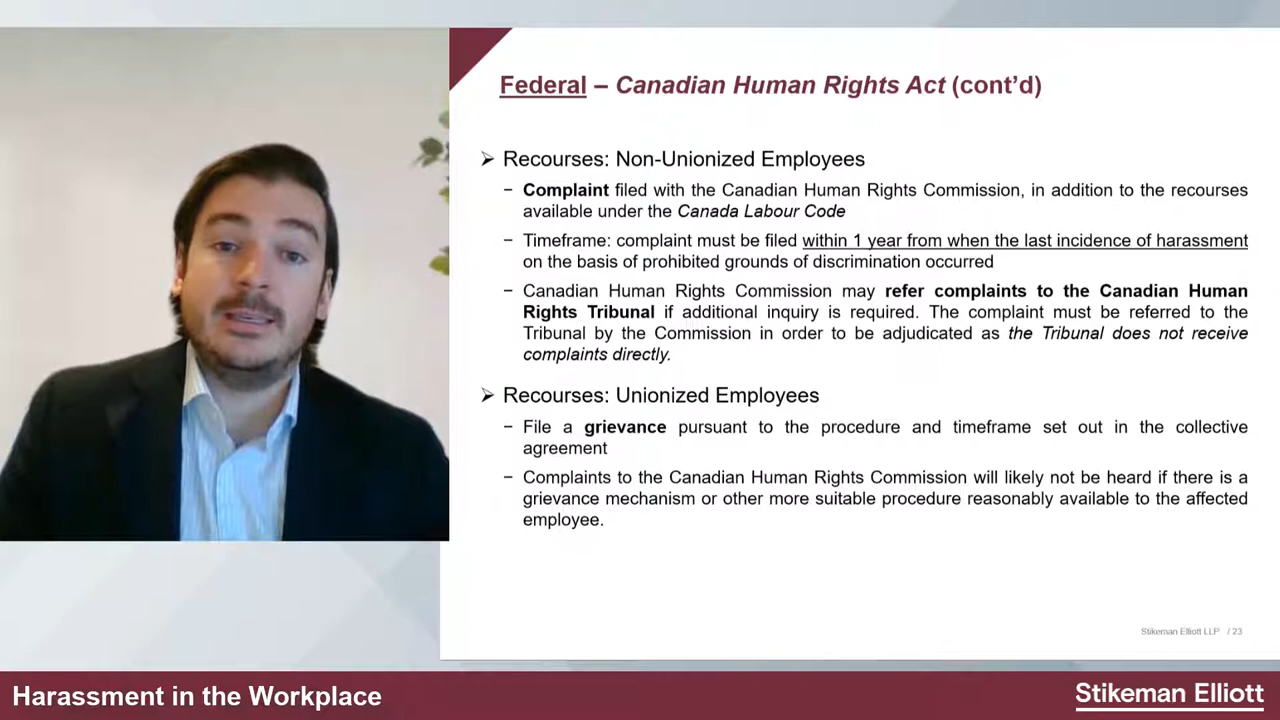 Federal – Canadian Human Rights Act (cont’d)
➢ Recourses: Non-Unionized Employees
− Complaint filed with the Canadian Human Rights Commission, in addition to the recourses
available under the Canada Labour Code
− Timeframe: complaint must be filed within 1 year from when the last incidence of harassment
on the basis of prohibited grounds of discrimination occurred
− Canadian Human Rights Commission may refer complaints to the Canadian Human
Rights Tribunal if additional inquiry is required. The complaint must be referred to the
Tribunal by the Commission in order to be adjudicated as the Tribunal does not receive
complaints directly.
➢ Recourses: Unionized Employees
− File a grievance pursuant to the procedure and timeframe set out in the collective
agreement
− Complaints to the Canadian Human Rights Commission will likely not be heard if there is a
grievance mechanism or other more suitable procedure reasonably available to the affected
employee.
Stikeman Elliott LLP / 23
Harassment in the Workplace
Stikeman Elliott